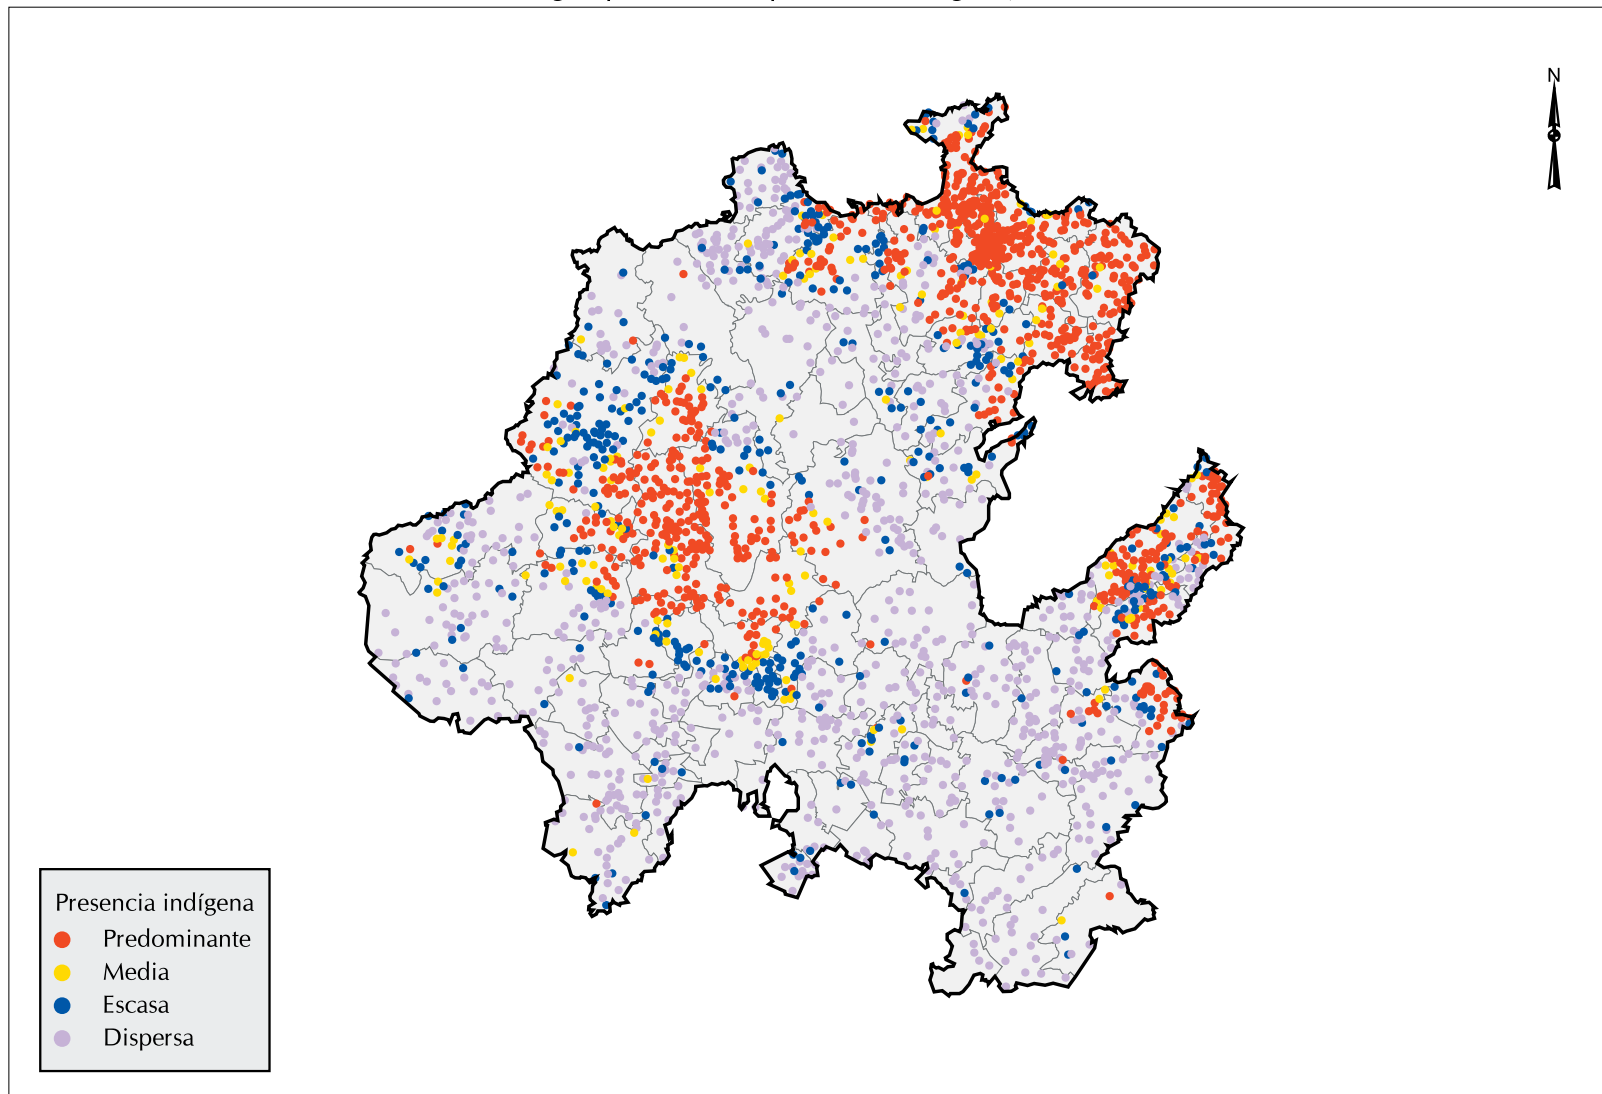 N
Presencia indígena
Predominante
Media
Escasa
Dispersa